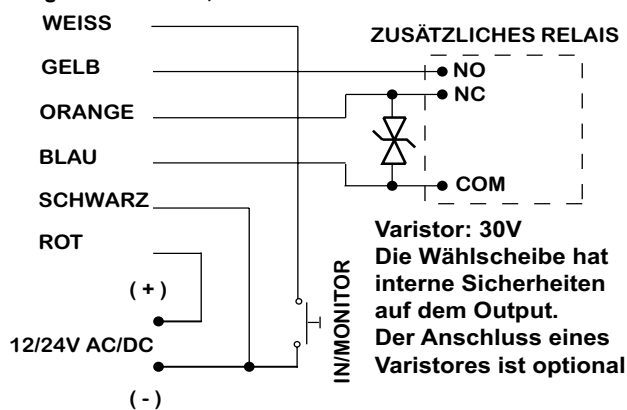 WEISS
ZUSÄTZLICHES RELAIS
GELB
NO
NC
ORANGE
BLAU
COM
SCHWARZ
ROT
Varistor: 30V
Die Wählscheibe hat
interne Sicherheiten
auf dem Output.
Der Anschluss eines
Varistores ist optional
IN/MONITOR
( + )
12/24V AC/DC
( - )